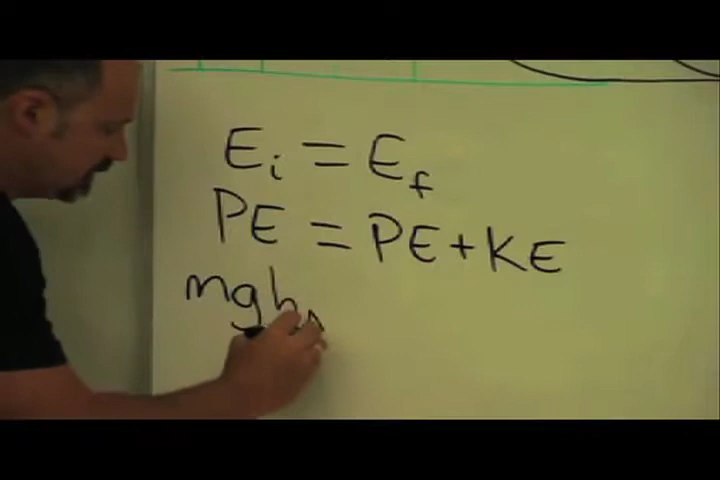 Ei = Ef
PE = PE + KE
mgh